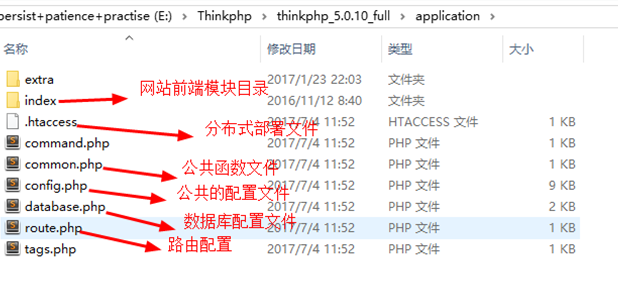 persist+patience+practise (E:) > Thinkphp > thinkphp_5.0.10_full > application >
名称 修改日期 类型 大小
extra 2017/1/23 22:03 文件夹
网站前端模块目录
index 2016/11/12 8:40 文件夹
.htaccess 2017/7/4 11:52 HTACCESS 文件 1 KB
分布式部署文件
command.php 2017/7/4 11:52 PHP 文件 1 KB
common.php 2017/7/4 11:52 PHP 文件 1 KB
公共函数文件
config.php 2017/7/4 11:52 PHP 文件 9 KB
公共的配置文件
database.php 2017/7/4 11:52 PHP 文件 2 KB
数据库配置文件
route.php 2017/7/4 11:52 PHP 文件 1 KB
路由配置
tags.php 2017/7/4 11:52 PHP 文件 1 KB